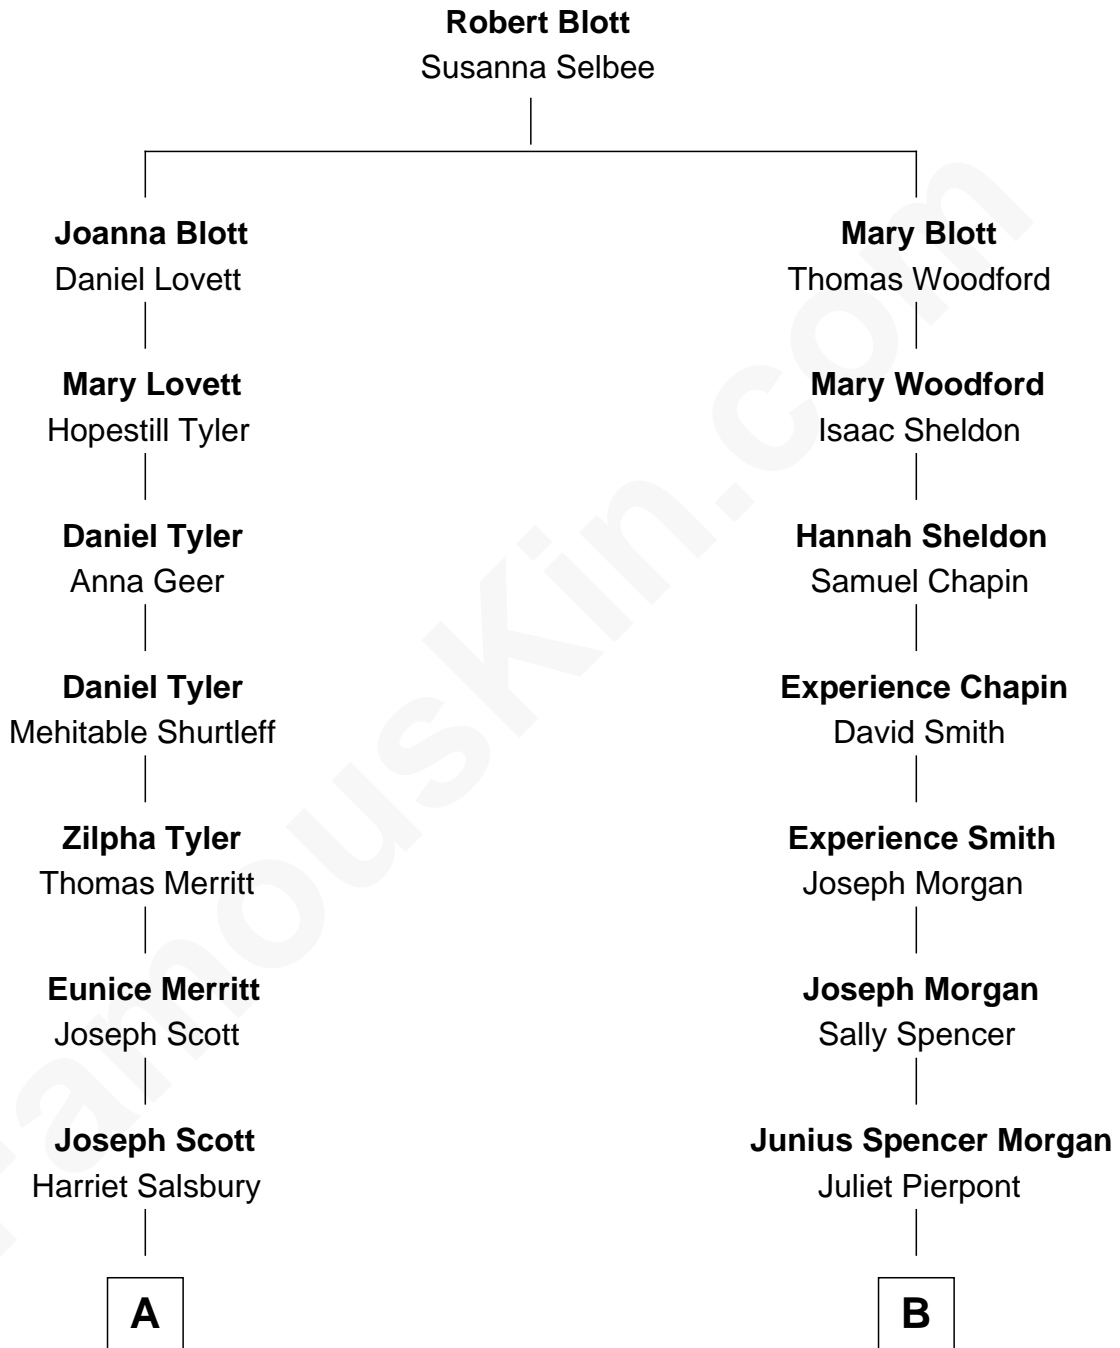 Robert Blott
Susanna Selbee
Joanna Blott
Daniel Lovett
Mary Blott
Thomas Woodford
Mary Lovett
Hopestill Tyler
Mary Woodford
Isaac Sheldon
Daniel Tyler
Anna Geer
Hannah Sheldon
Samuel Chapin
Daniel Tyler
Mehitable Shurtleff
Experience Chapin
David Smith
Zilpha Tyler
Thomas Merritt
Experience Smith
Joseph Morgan
Eunice Merritt
Joseph Scott
Joseph Morgan
Sally Spencer
Joseph Scott
Harriet Salsbury
Junius Spencer Morgan
Juliet Pierpont
A
B
FamousKin.com